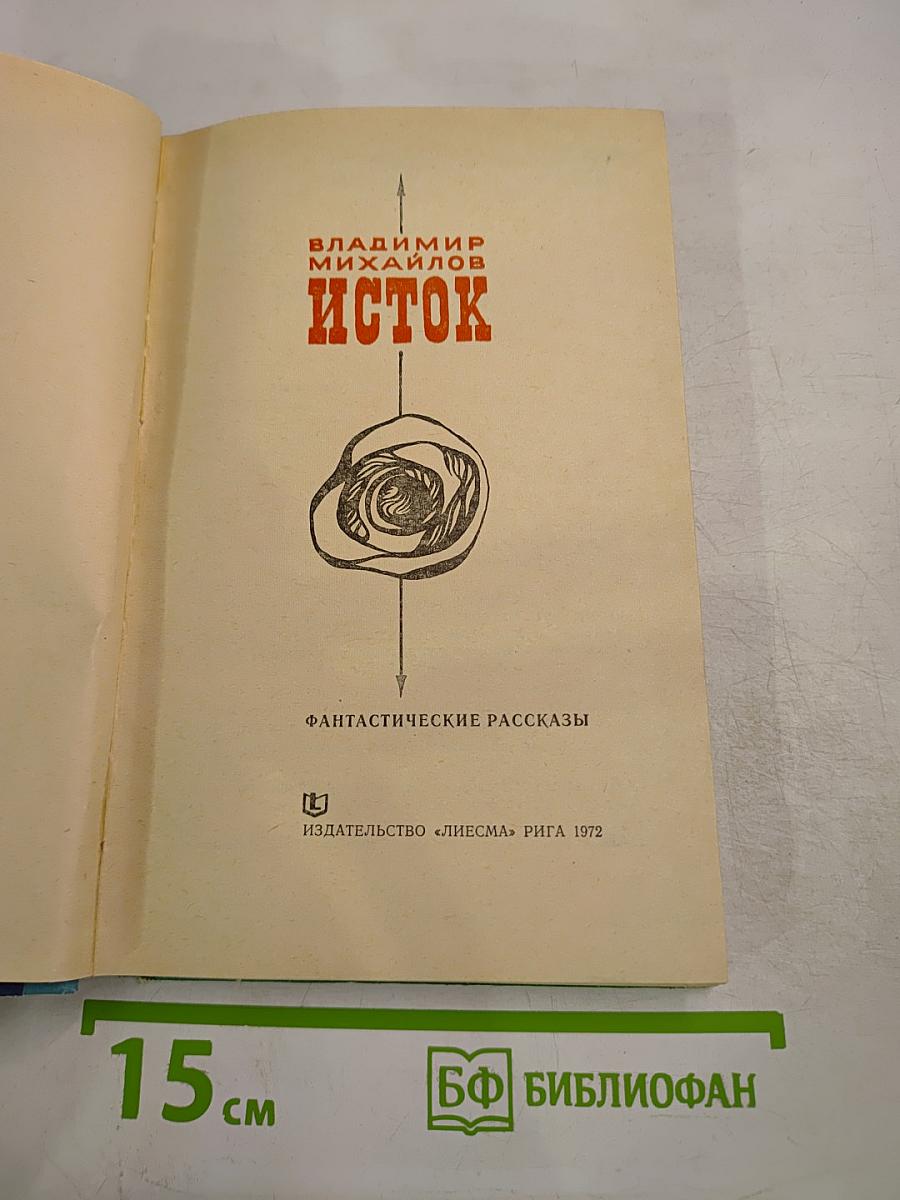 ВЛАДИМИР
МИХАЙЛОВ
ИСТОК
ФАНТАСТИЧЕСКИЕ РАССКАЗЫ
L
ИЗДАТЕЛЬСТВО «ЛИЕСМА» РИГА 1972
15 см
БФ БИБЛИОФАН